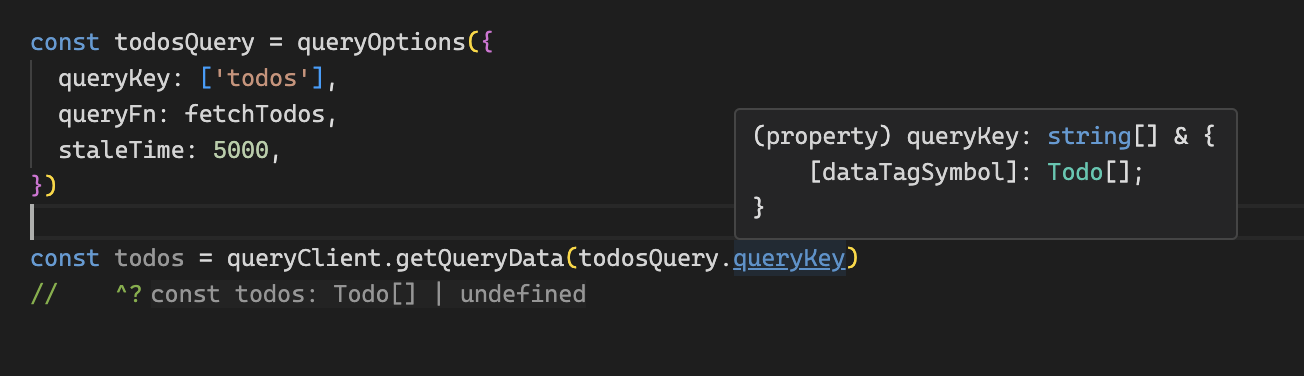 const todosQuery = queryOptions({
queryKey: ['todos'],
queryFn: fetchTodos,
staleTime: 5000,
})
(property) queryKey: string[] & {
[dataTagSymbol]: Todo[];
}
const todos = queryClient.getQueryData(todosQuery.queryKey)
// ^? const todos: Todo[] | undefined